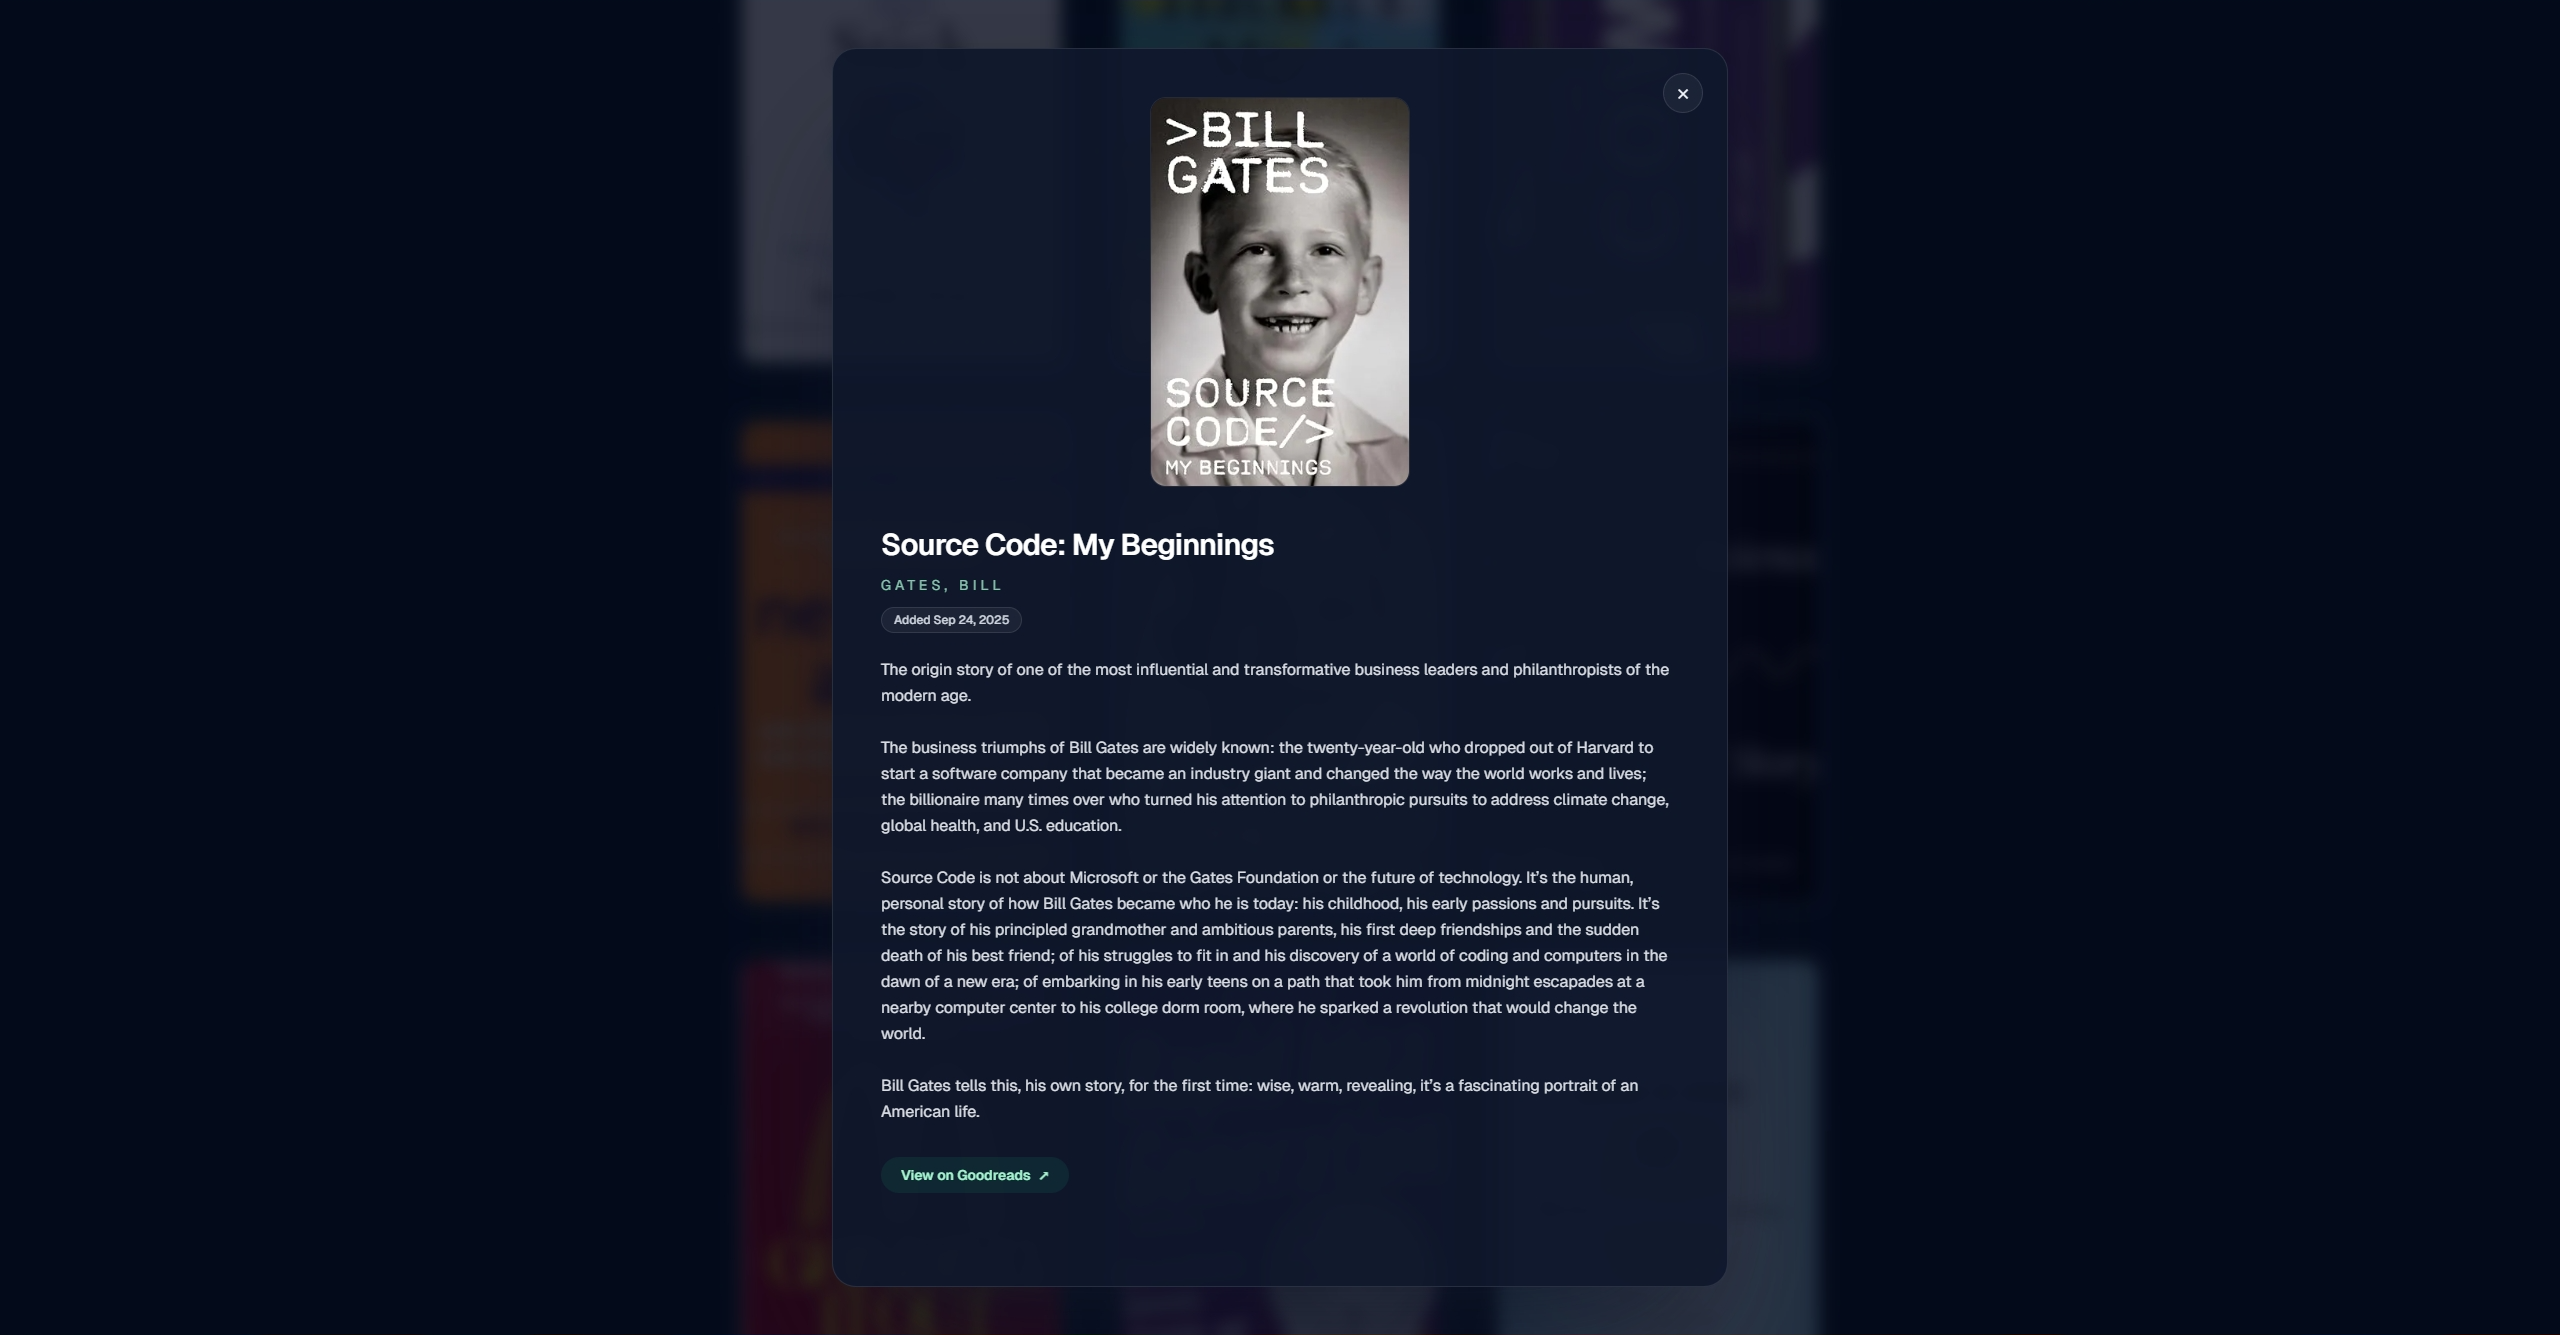 >BILL
GATES
SOURCE
CODE/>
MY BEGINNINGS
Source Code: My Beginnings
GATES, BILL
Added Sep 24, 2025
The origin story of one of the most influential and transformative business leaders and philanthropists of the
modern age.
The business triumphs of Bill Gates are widely known: the twenty-year-old who dropped out of Harvard to
start a software company that became an industry giant and changed the way the world works and lives;
the billionaire many times over who turned his attention to philanthropic pursuits to address climate change,
global health, and U.S. education.
Source Code is not about Microsoft or the Gates Foundation or the future of technology. It’s the human,
personal story of how Bill Gates became who he is today: his childhood, his early passions and pursuits. It’s
the story of his principled grandmother and ambitious parents, his first deep friendships and the sudden
death of his best friend; of his struggles to fit in and his discovery of a world of coding and computers in the
dawn of a new era; of embarking in his early teens on a path that took him from midnight escapades at a
nearby computer center to his college dorm room, where he sparked a revolution that would change the
world.
Bill Gates tells this, his own story, for the first time: wise, warm, revealing, it’s a fascinating portrait of an
American life.
View on Goodreads ↗